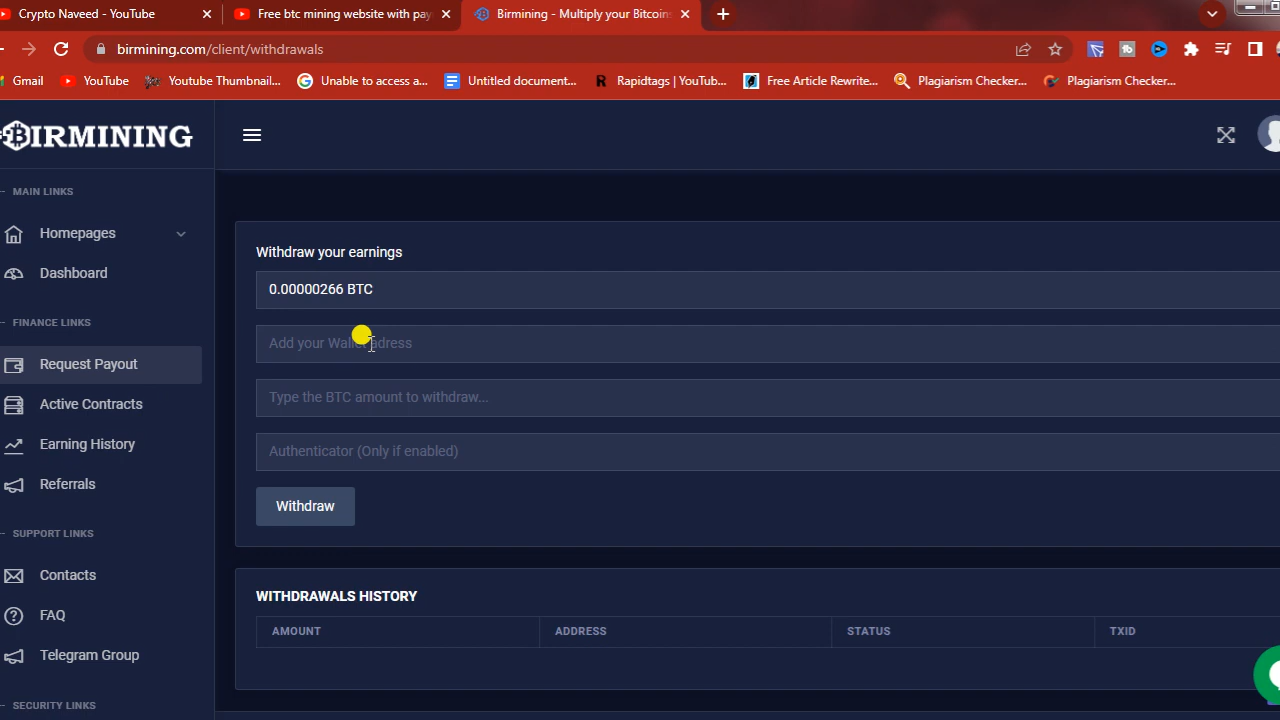 Crypto Naveed - YouTube
Free btc mining website with pay
Birmining - Multiply your Bitcoin
birmining.com/client/withdrawals
Gmail
YouTube
Youtube Thumbnail...
Unable to access a...
Untitled document...
Rapidtags | YouTub...
Free Article Rewrite...
Plagiarism Checker...
Plagiarism Checker...
BIRMINING
MAIN LINKS
Homepages
Dashboard
FINANCE LINKS
Request Payout
Active Contracts
Earning History
Referrals
SUPPORT LINKS
Contacts
FAQ
Telegram Group
SECURITY LINKS
Withdraw your earnings
0.00000266 BTC
Add your Wallet adress
Type the BTC amount to withdraw...
Authenticator (Only if enabled)
Withdraw
WITHDRAWALS HISTORY
AMOUNT ADDRESS STATUS TXID